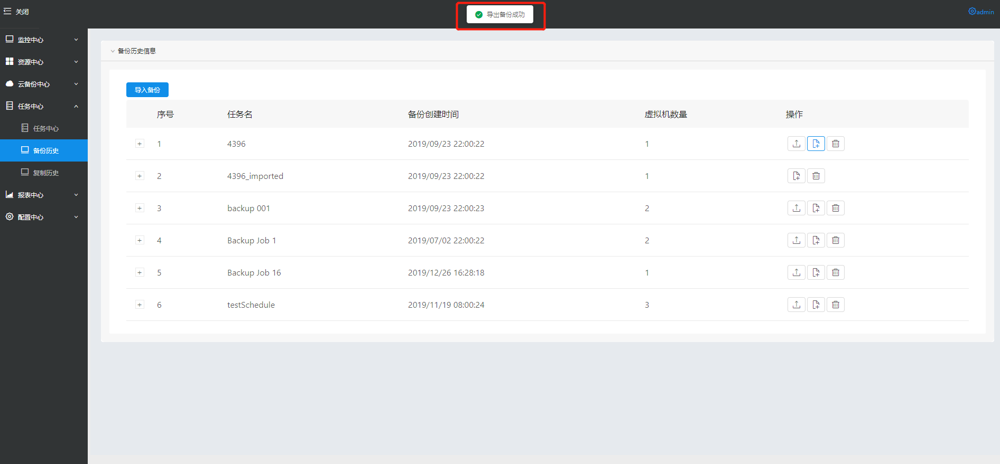 关闭
导出备份成功
admin
监控中心
资源中心
云备份中心
任务中心
任务中心
备份历史
复制历史
报表中心
配置中心
备份历史信息
导入备份
序号 任务名 备份创建时间 虚拟机数量 操作
1 4396 2019/09/23 22:00:22 1
2 4396_imported 2019/09/23 22:00:22 1
3 backup 001 2019/09/23 22:00:23 2
4 Backup Job 1 2019/07/02 22:00:22 2
5 Backup Job 16 2019/12/26 16:28:18 1
6 testSchedule 2019/11/19 08:00:24 3